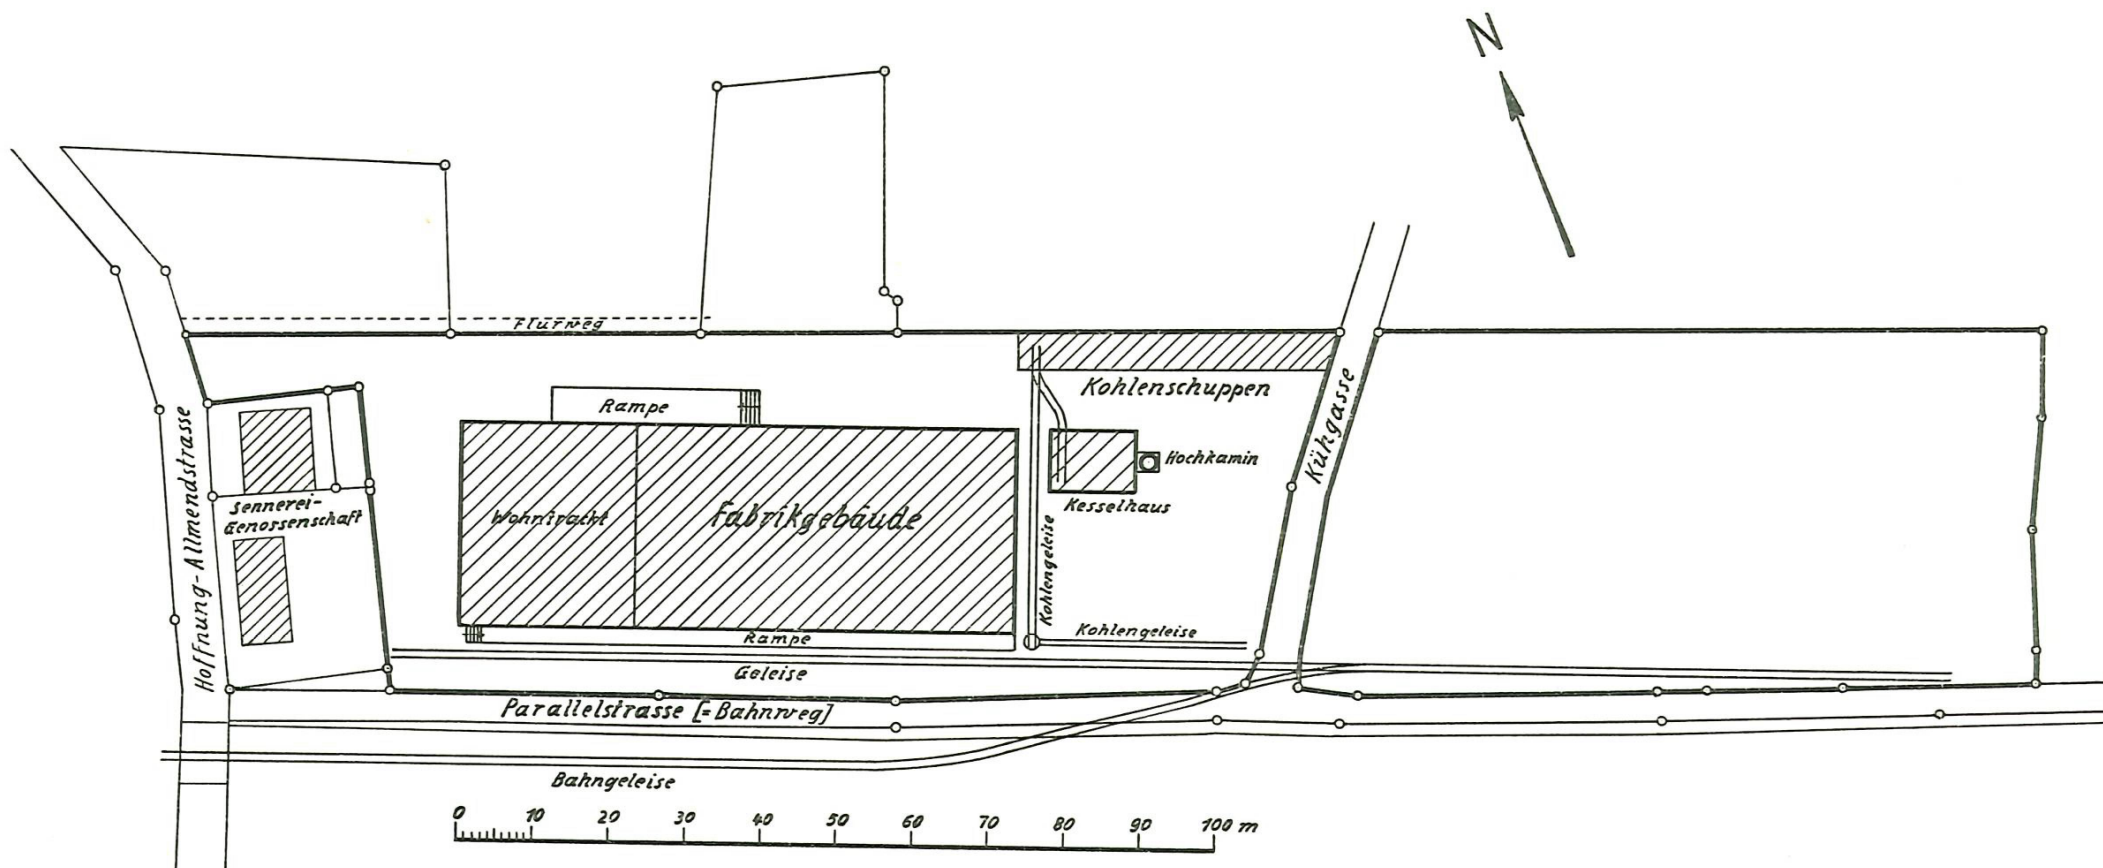 N
Flurweg
Rampe
Kohlenschuppen
Kühgasse
Hoffnung-Allmendstrasse
Sennerei-
Genossenschaft
Wohntrackt
Fabrikgebäude
Hochkamin
Kesselhaus
Kohlengeleise
Kohlengeleise
Rampe
Geleise
Parallelstrasse [=Bahnweg]
Bahngeleise
0 10 20 30 40 50 60 70 80 90 100 m